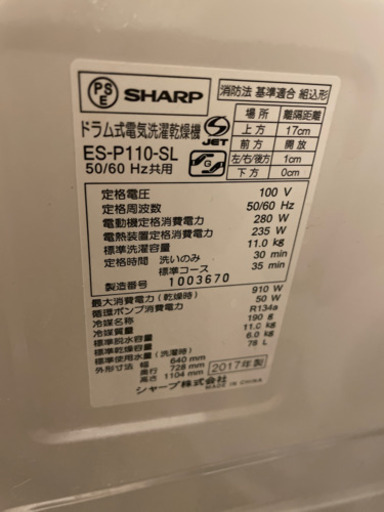 PSE SHARP
ドラム式電気洗濯乾燥機
ES-P110-SL
50/60 Hz共用
JET
消防法 基準適合 組込形
場所 離隔距離
上方 17cm
前方 開放
左/右/後方 1cm
下方 0cm
定格電圧 100 V
定格周波数 50/60 Hz
電動機定格消費電力 280 W
電熱装置定格消費電力 235 W
標準洗濯容量 11.0 kg
定格時間 洗いのみ 30 min
標準コース 35 min
製造番号 1003670
最大消費電力(乾燥時) 910 W
循環ポンプ消費電力 50 W
冷媒名称 R134a
冷媒質量 190 g
標準脱水容量 11.0 kg
標準乾燥容量 6.0 kg
標準使用水量(洗濯時) 78 L
外形寸法 幅 640 mm
奥行 728 mm
高さ 1104 mm
2017年製
シャープ株式会社 MADE IN CHINA